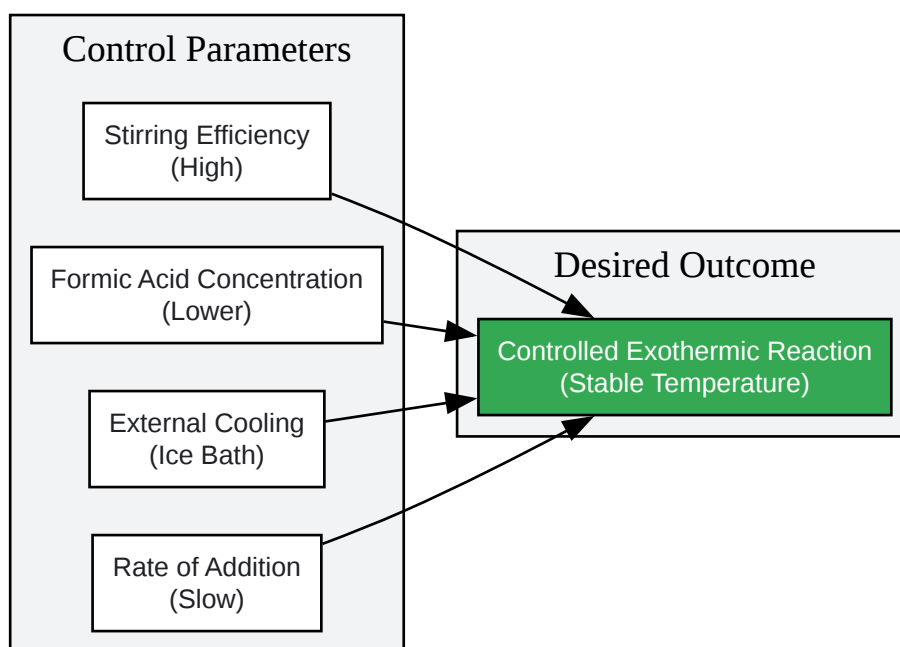 Control Parameters
Stirring Efficiency
(High)
Formic Acid Concentration
(Lower)
External Cooling
(Ice Bath)
Rate of Addition
(Slow)
Desired Outcome
Controlled Exothermic Reaction
(Stable Temperature)